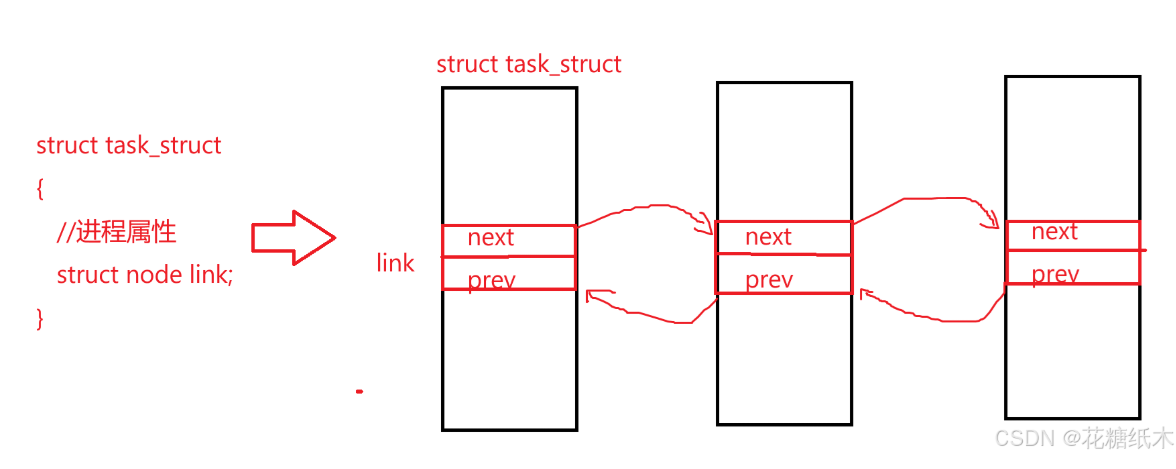 struct task_struct
{
//进程属性
struct node link;
}
struct task_struct
link
next
prev
next
prev
next
prev
CSDN @花糖纸木